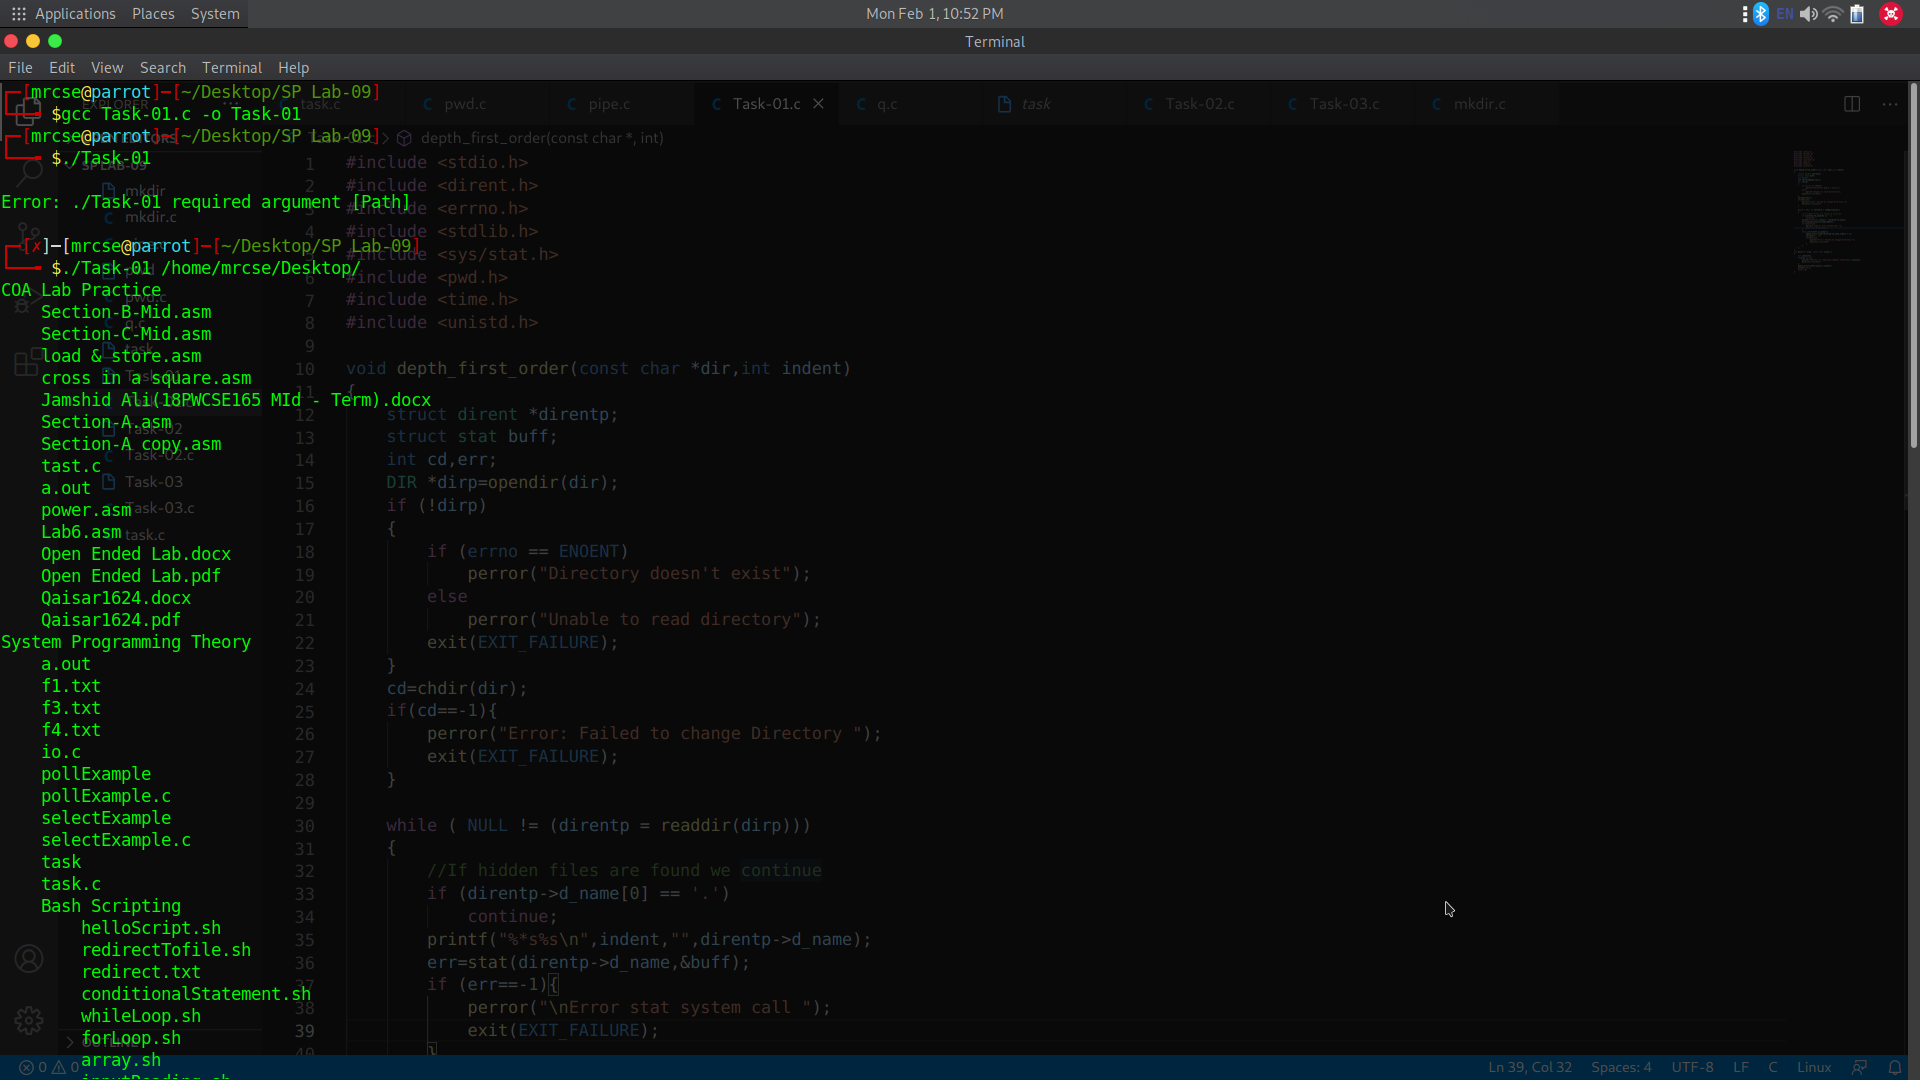 Applications Places System
Mon Feb 1, 10:52 PM
EN
Terminal
File Edit View Search Terminal Help
[mrcse@parrot]─[~/Desktop/SP Lab-09]
$gcc Task-01.c -o Task-01
[mrcse@parrot]─[~/Desktop/SP Lab-09]
$./Task-01
Error: ./Task-01 required argument [Path]
[✗]─[mrcse@parrot]─[~/Desktop/SP Lab-09]
$./Task-01 /home/mrcse/Desktop/
COA Lab Practice
Section-B-Mid.asm
Section-C-Mid.asm
load & store.asm
cross in a square.asm
Jamshid Ali(18PWCSE165 MId - Term).docx
Section-A.asm
Section-A copy.asm
tast.c
a.out
power.asm
Lab6.asm
Open Ended Lab.docx
Open Ended Lab.pdf
Qaisar1624.docx
Qaisar1624.pdf
System Programming Theory
a.out
f1.txt
f3.txt
f4.txt
io.c
pollExample
pollExample.c
selectExample
selectExample.c
task
task.c
Bash Scripting
helloScript.sh
redirectTofile.sh
redirect.txt
conditionalStatement.sh
whileLoop.sh
forLoop.sh
array.sh
EXPLORER
SP LAB-09
mkdir
mkdir.c
pwd
pwd.c
q.c
task
Task-01
Task-02
Task-02.c
Task-03
Task-03.c
task.c
OUTLINE
task.c pwd.c pipe.c Task-01.c q.c task Task-02.c Task-03.c mkdir.c
depth_first_order(const char *, int)
1 #include <stdio.h>
2 #include <dirent.h>
3 #include <errno.h>
4 #include <stdlib.h>
5 #include <sys/stat.h>
6 #include <pwd.h>
7 #include <time.h>
8 #include <unistd.h>
9
10 void depth_first_order(const char *dir,int indent)
11 {
12 struct dirent *direntp;
13 struct stat buff;
14 int cd,err;
15 DIR *dirp=opendir(dir);
16 if (!dirp)
17 {
18 if (errno == ENOENT)
19 perror("Directory doesn't exist");
20 else
21 perror("Unable to read directory");
22 exit(EXIT_FAILURE);
23 }
24 cd=chdir(dir);
25 if(cd==-1){
26 perror("Error: Failed to change Directory ");
27 exit(EXIT_FAILURE);
28 }
29
30 while ( NULL != (direntp = readdir(dirp)))
31 {
32 //If hidden files are found we continue
33 if (direntp->d_name[0] == '.')
34 continue;
35 printf("%*s%s\n",indent,"",direntp->d_name);
36 err=stat(direntp->d_name,&buff);
37 if (err==-1){
38 perror("\nError stat system call ");
39 exit(EXIT_FAILURE);
40 }
0 0
Ln 39, Col 32 Spaces: 4 UTF-8 LF C Linux